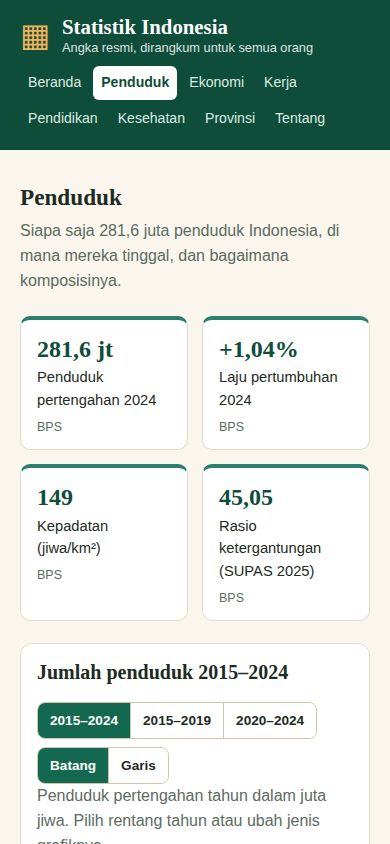 Statistik Indonesia
Angka resmi, dirangkum untuk semua orang
Beranda Penduduk Ekonomi Kerja
Pendidikan Kesehatan Provinsi Tentang
Penduduk
Siapa saja 281,6 juta penduduk Indonesia, di
mana mereka tinggal, dan bagaimana
komposisinya.
281,6 jt
Penduduk
pertengahan 2024
BPS
+1,04%
Laju pertumbuhan
2024
BPS
149
Kepadatan
(jiwa/km²)
BPS
45,05
Rasio
ketergantungan
(SUPAS 2025)
BPS
Jumlah penduduk 2015–2024
2015–2024 2015–2019 2020–2024
Batang Garis
Penduduk pertengahan tahun dalam juta
jiwa. Pilih rentang tahun atau ubah jenis